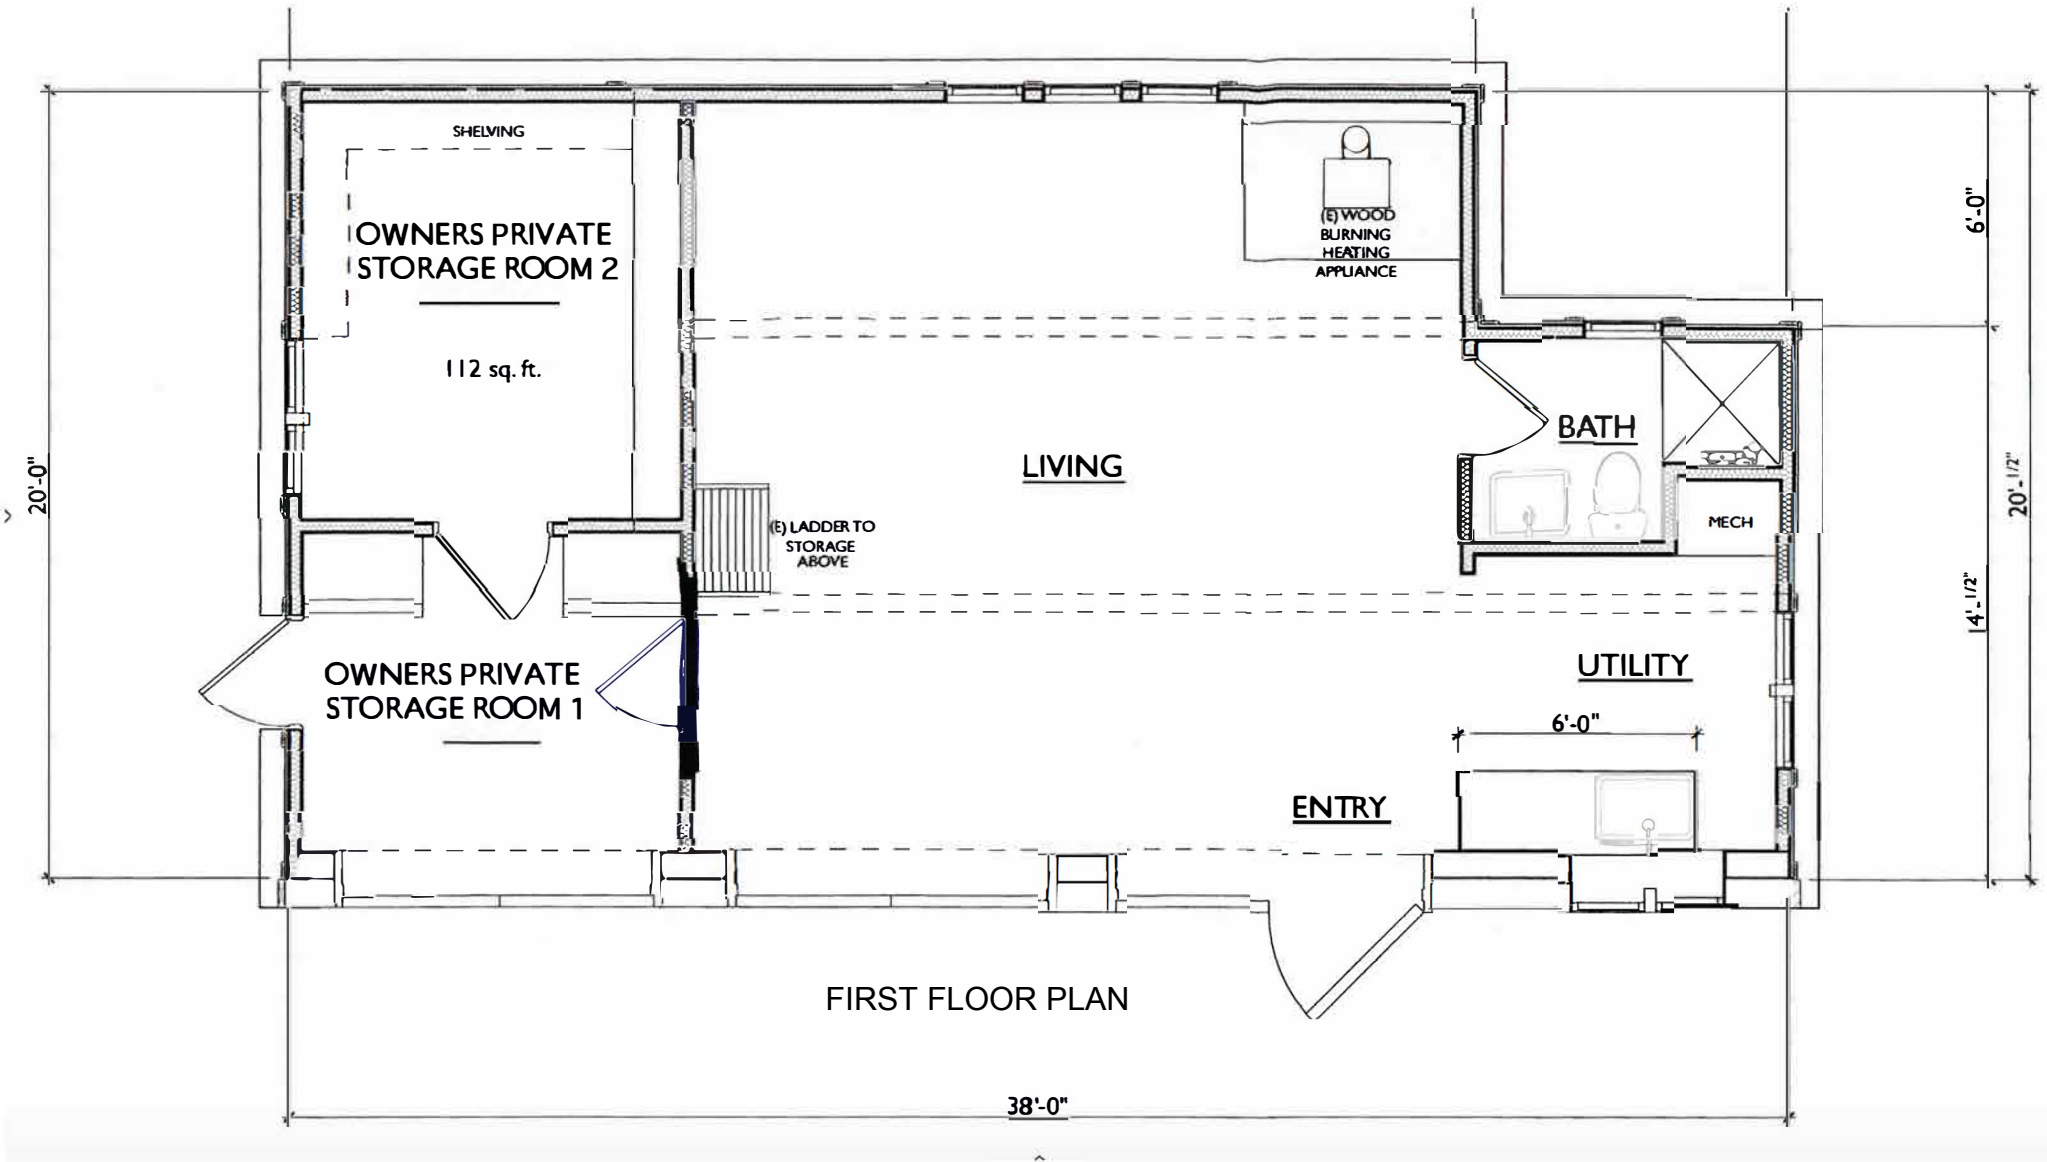 SHELVING
OWNERS PRIVATE
STORAGE ROOM 2
112 sq. ft.
(E) WOOD
BURNING
HEATING
APPLIANCE
6'-0"
BATH
LIVING
20'-0"
20'-1/2"
MECH
(E) LADDER TO
STORAGE
ABOVE
14'-1/2"
OWNERS PRIVATE
STORAGE ROOM 1
UTILITY
6'-0"
ENTRY
FIRST FLOOR PLAN
38'-0"